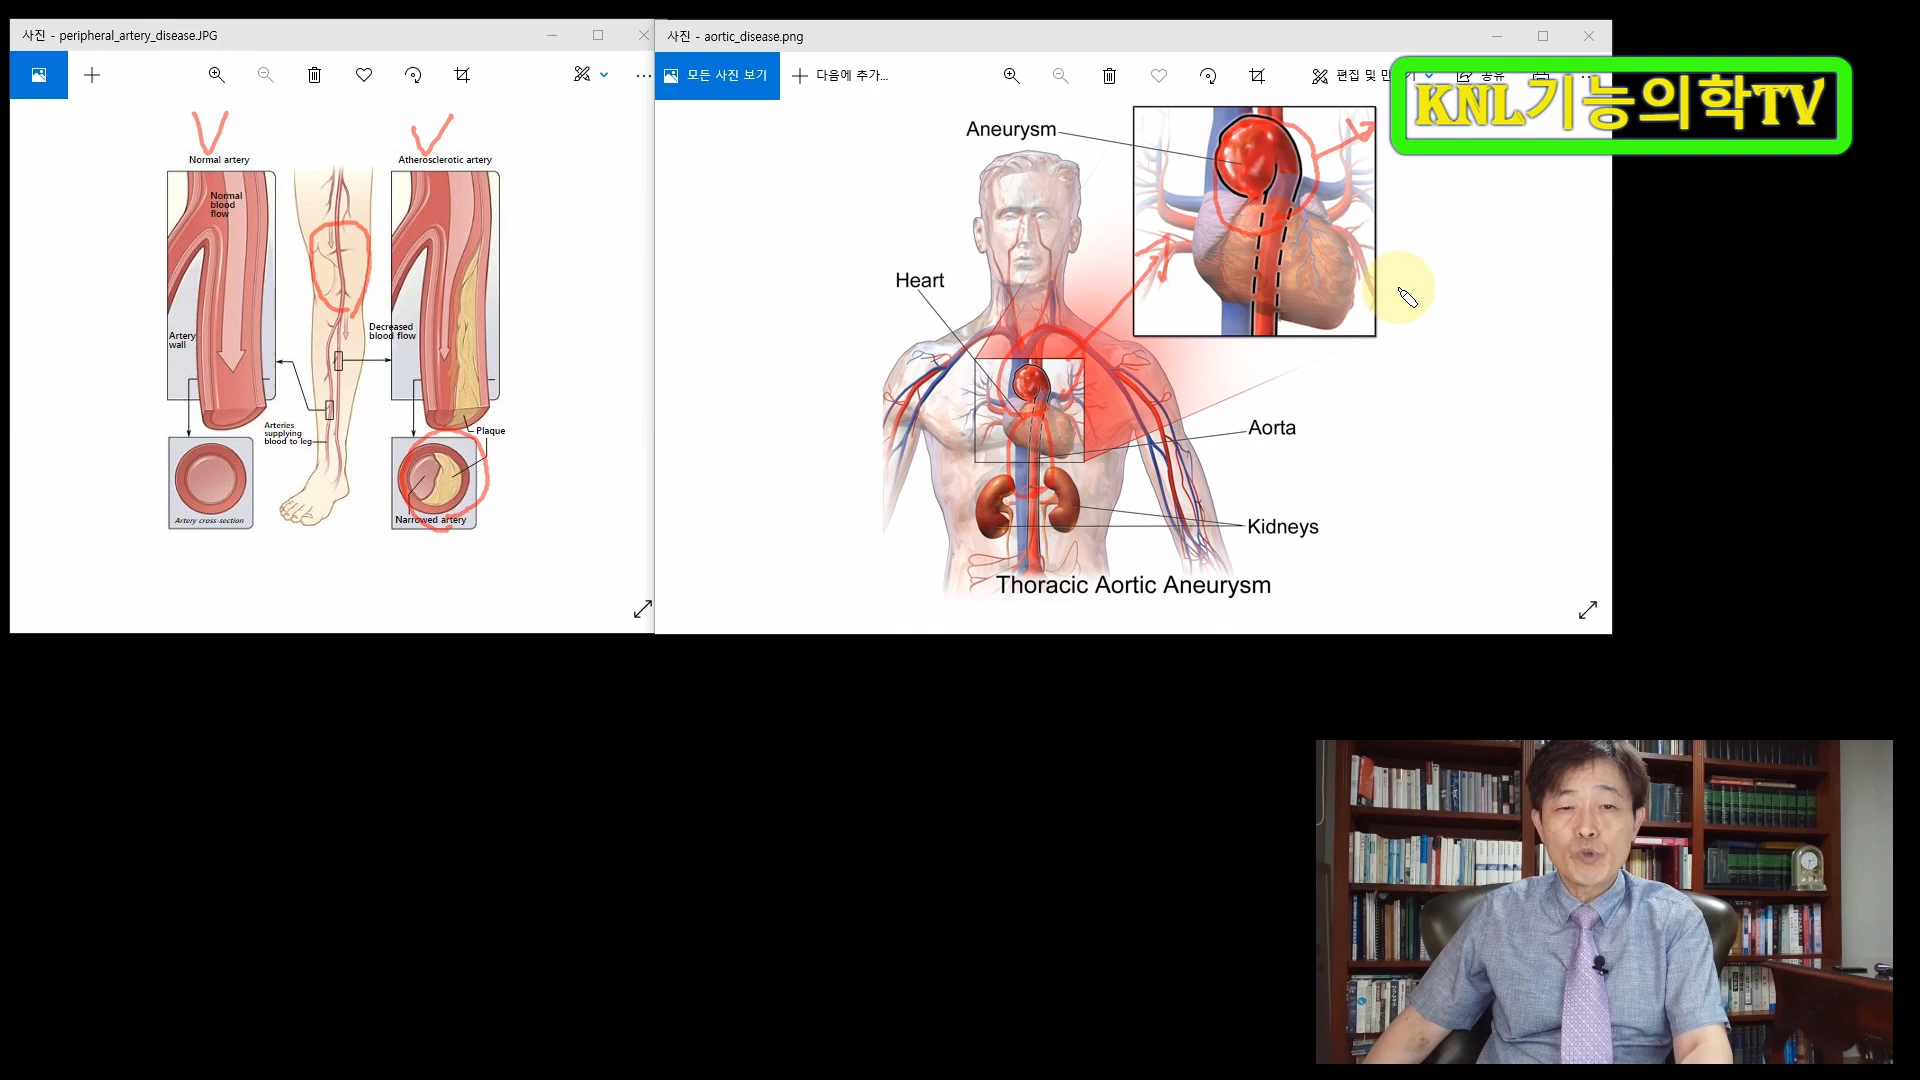 사진 - peripheral_artery_disease.JPG
Normal artery
Atherosclerotic artery
Normal
blood
flow
Artery
wall
Decreased
blood flow
Arteries
supplying
blood to leg
Plaque
Artery cross-section
Narrowed artery
사진 - aortic_disease.png
모든 사진 보기
다음에 추가...
공유
KNL기능의학TV
Aneurysm
Heart
Aorta
Kidneys
Thoracic Aortic Aneurysm